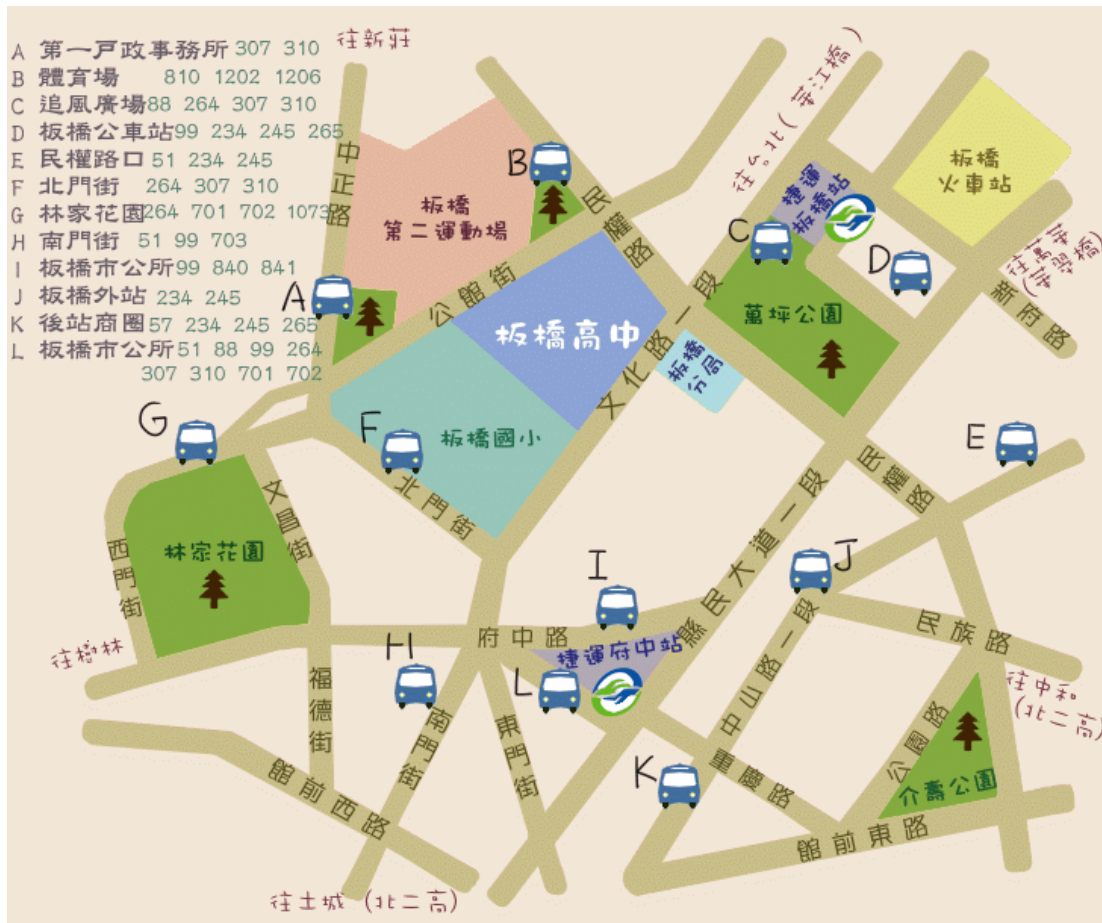 A 第一戶政事務所 307 310
B 體育場 810 1202 1206
C 追風廣場 88 264 307 310
D 板橋公車站 99 234 245 265
E 民權路口 51 234 245
F 北門街 264 307 310
G 林家花園 264 701 702 1073
H 南門街 51 99 703
I 板橋市公所 99 840 841
J 板橋外站 234 245
K 後站商圈 57 234 245 265
L 板橋市公所 51 88 99 264
307 310 701 702
往新莊
往台北(華江橋)
中正路
板橋
第二運動場
B
民權路
捷運
板橋站
板橋
火車站
C
D
往萬華
(華翠橋)
新府路
A
公館街
板橋高中
文化路一段
萬坪公園
板橋
分局
G
F
板橋國小
北門街
E
民權路
文昌街
林家花園
西門街
往樹林
I
縣民大道一段
J
民族路
府中路
捷運府中站
H
L
福德街
南門街
東門街
中山路一段
往中和
(北二高)
公園路
介壽公園
K
重慶路
館前西路
館前東路
往土城 (北二高)